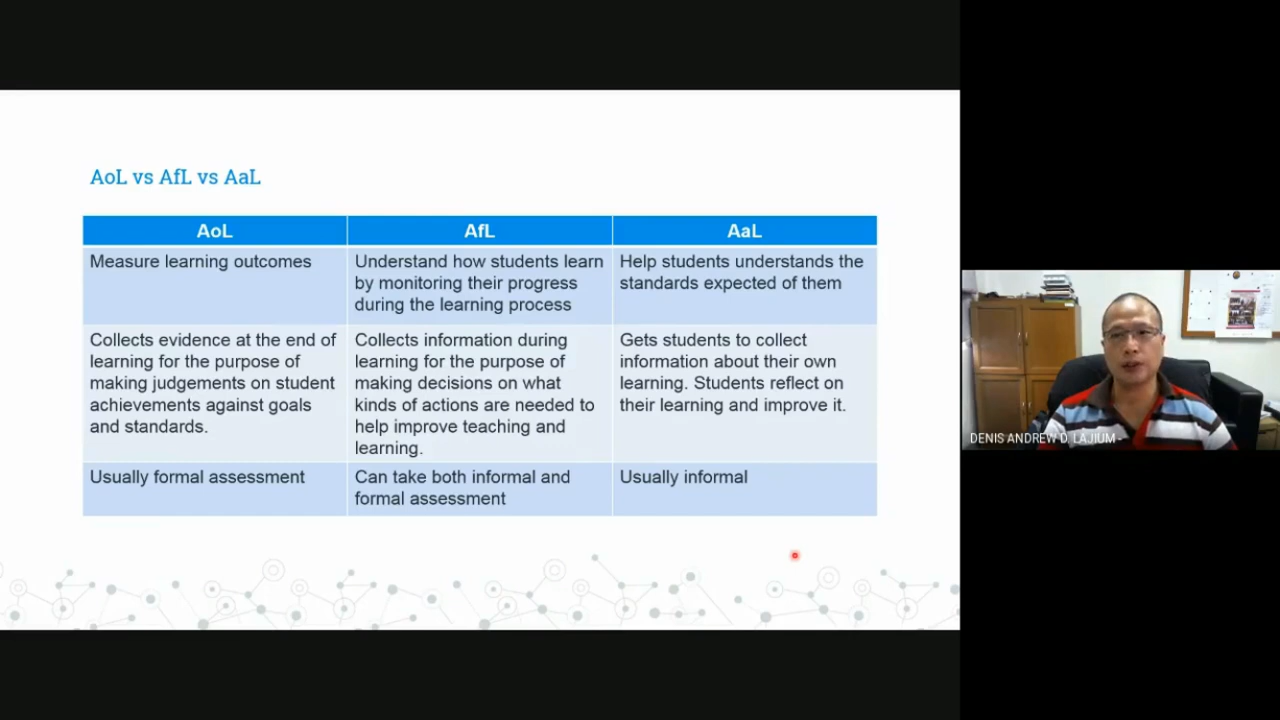 AoL vs AfL vs AaL
AoL
AfL
AaL
Measure learning outcomes
Understand how students learn
by monitoring their progress
during the learning process
Help students understands the
standards expected of them
Collects evidence at the end of
learning for the purpose of
making judgements on student
achievements against goals
and standards.
Collects information during
learning for the purpose of
making decisions on what
kinds of actions are needed to
help improve teaching and
learning.
Gets students to collect
information about their own
learning. Students reflect on
their learning and improve it.
Usually formal assessment
Can take both informal and
formal assessment
Usually informal
DENIS ANDREW D. LAJIUM -